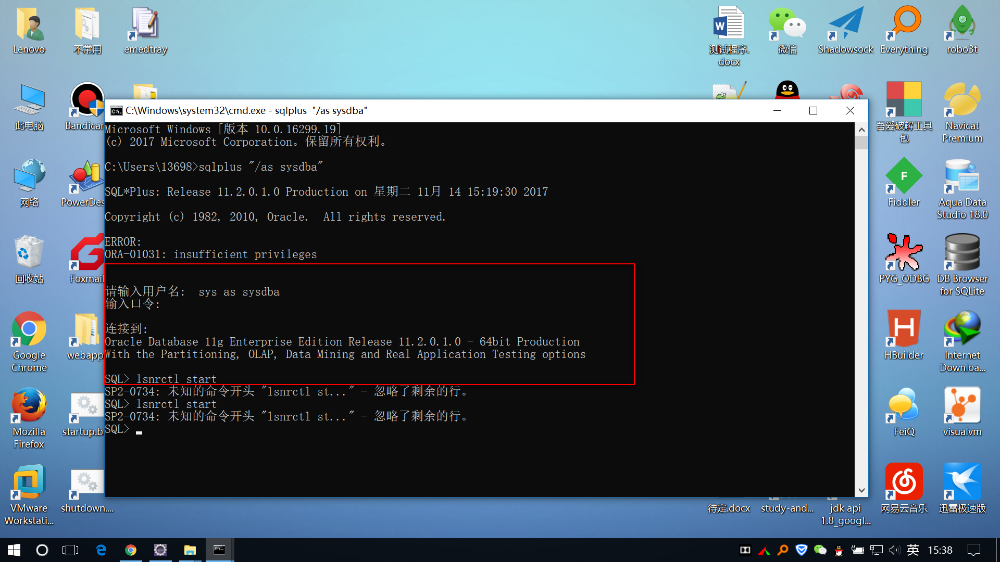 Lenovo
不常用
emedtray
测试程序.
docx
微信
Shadowsock
Everything
robo3t
此电脑
Bandicar
吾爱破解工具
包
Navicat
Premium
C:\Windows\system32\cmd.exe - sqlplus  "/as sysdba"
Microsoft Windows [版本 10.0.16299.19]
(c) 2017 Microsoft Corporation。保留所有权利。
C:\Users\13698>sqlplus "/as sysdba"
SQL*Plus: Release 11.2.0.1.0 Production on 星期二 11月 14 15:19:30 2017
Copyright (c) 1982, 2010, Oracle.  All rights reserved.
ERROR:
ORA-01031: insufficient privileges
请输入用户名:  sys as sysdba
输入口令:
连接到:
Oracle Database 11g Enterprise Edition Release 11.2.0.1.0 - 64bit Production
With the Partitioning, OLAP, Data Mining and Real Application Testing options
SQL> lsnrctl start
SP2-0734: 未知的命令开头 "lsnrctl st..." - 忽略了剩余的行。
SQL> lsnrctl start
SP2-0734: 未知的命令开头 "lsnrctl st..." - 忽略了剩余的行。
SQL>
网络
PowerDes
Fiddler
Aqua Data
Studio 18.0
回收站
Foxmail
PYG_ODBG
DB Browser
for SQLite
Google
Chrome
webapp
HBuilder
Internet
Downloa...
Mozilla
Firefox
startup.ba
FeiQ
visualvm
VMware
Workstati...
shutdown....
待定.docx
study-and...
jdk api
1.8_googl...
网易云音乐
迅雷极速版
英
15:38